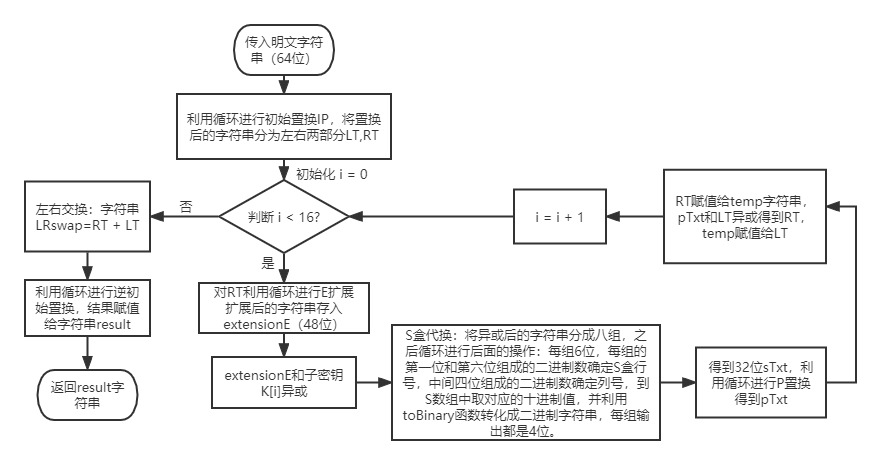 传入明文字符
串（64位）
利用循环进行初始置换IP，将置换
后的字符串分为左右两部分LT,RT
初始化 i = 0
判断 i < 16?
否
是
左右交换：字符串
LRswap=RT + LT
利用循环进行逆初
始置换，结果赋值
给字符串result
返回result字
符串
对RT利用循环进行E扩展
扩展后的字符串存入
extensionE（48位）
extensionE和子密钥
K[i]异或
S盒代换：将异或后的字符串分成八组，之
后循环进行后面的操作：每组6位，每组的
第一位和第六位组成的二进制数确定S盒行
号，中间四位组成的二进制数确定列号，到
S数组中取对应的十进制值，并利用
toBinary函数转化成二进制字符串，每组输
出都是4位。
得到32位sTxt，利
用循环进行P置换
得到pTxt
RT赋值给temp字符串，
pTxt和LT异或得到RT，
temp赋值给LT
i = i + 1